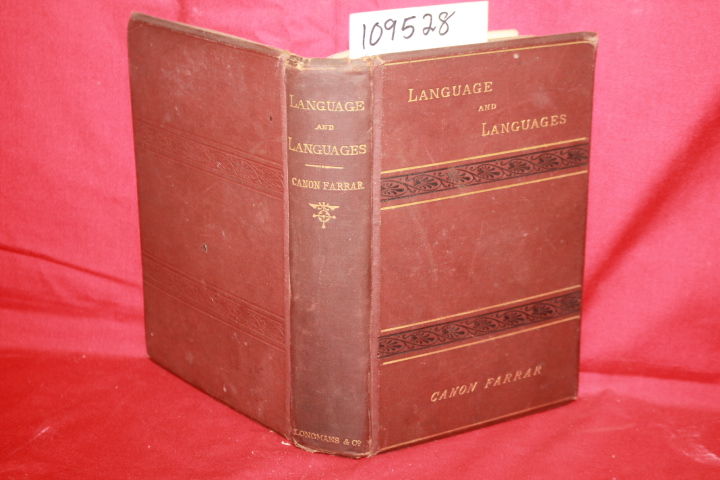 109528
LANGUAGE
AND
LANGUAGES
CANON FARRAR
LONGMANS & Co
LANGUAGE
AND
LANGUAGES
CANON FARRAR